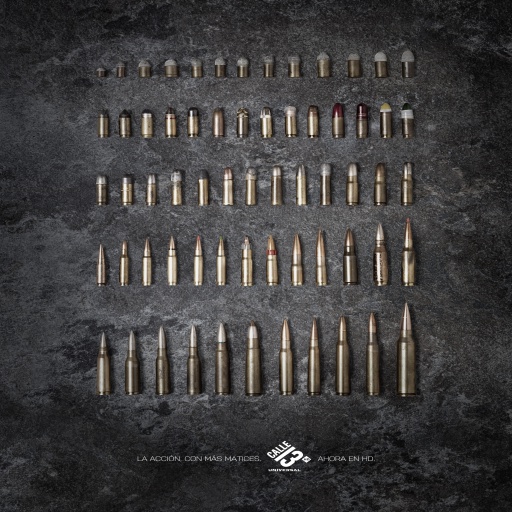 LA ACCIÓN, CON MÁS MATICES.
CALLE
13
UNIVERSAL
AHORA EN HD.